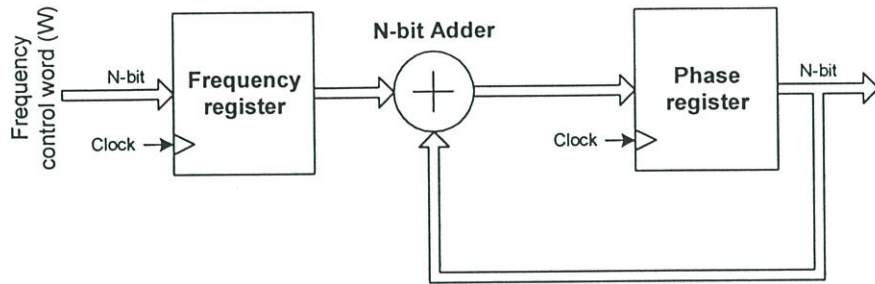 Frequency
control word (W)
N-bit
Clock
Frequency
register
N-bit Adder
Clock
Phase
register
N-bit